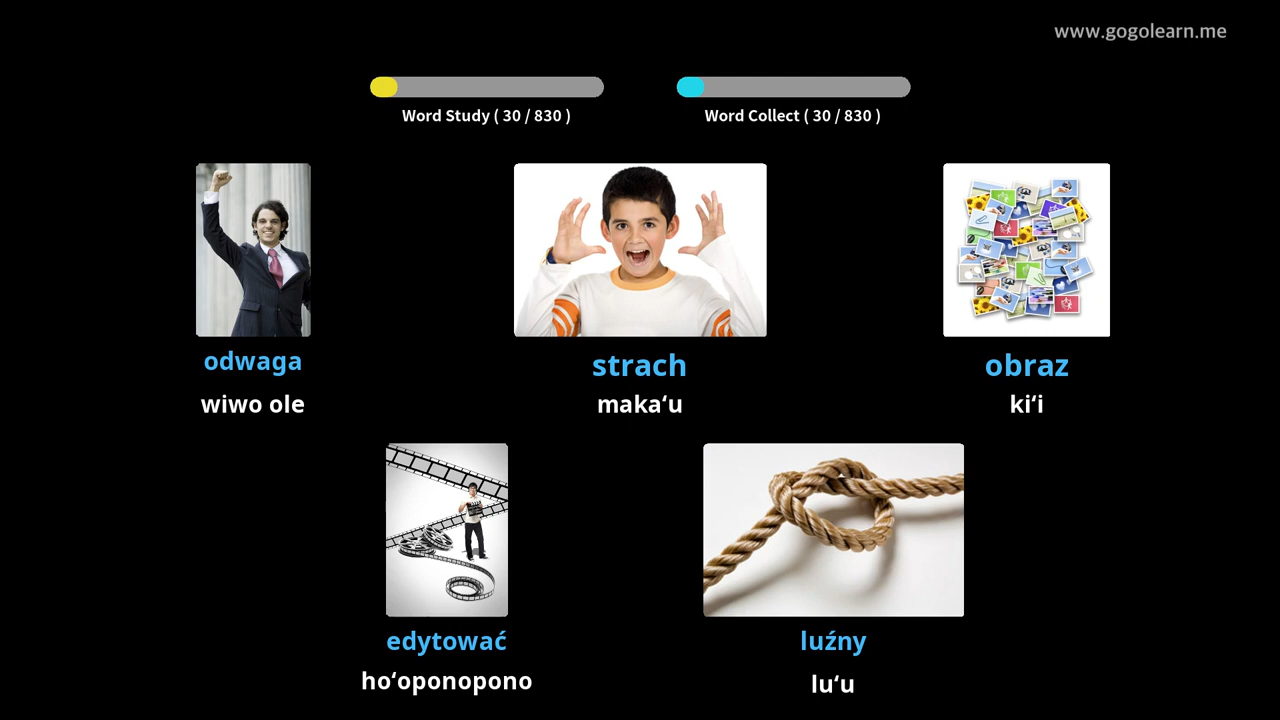 www.gogolearn.me
Word Study ( 30 / 830 )
Word Collect ( 30 / 830 )
odwaga
strach
obraz
wiwo ole
makaʻu
kiʻi
edytować
luźny
hoʻoponopono
luʻu